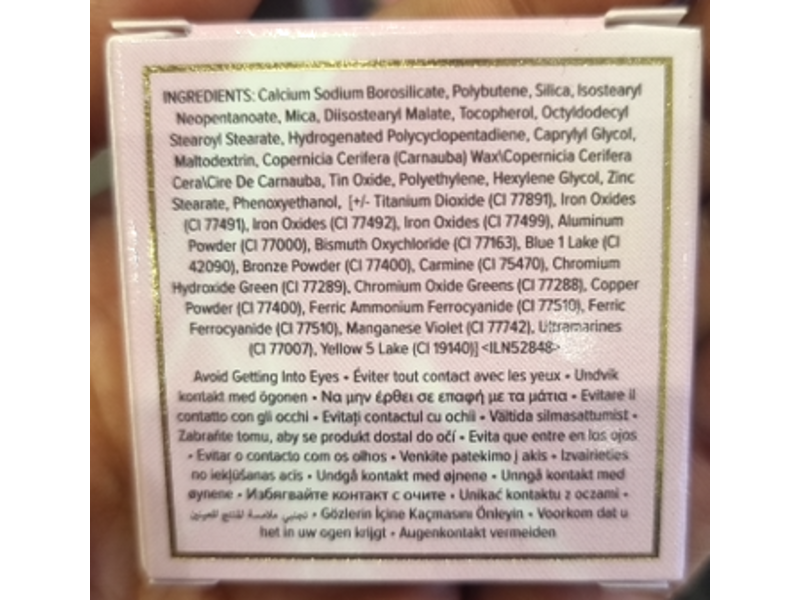 INGREDIENTS: Calcium Sodium Borosilicate, Polybutene, Silica, Isostearyl
Neopentanoate, Mica, Diisostearyl Malate, Tocopherol, Octyldodecyl
Stearoyl Stearate, Hydrogenated Polycyclopentadiene, Caprylyl Glycol,
Maltodextrin, Copernicia Cerifera (Carnauba) Wax\Copernicia Cerifera
Cera\Cire De Carnauba, Tin Oxide, Polyethylene, Hexylene Glycol, Zinc
Stearate, Phenoxyethanol, [+/- Titanium Dioxide (CI 77891), Iron Oxides
(CI 77491), Iron Oxides (CI 77492), Iron Oxides (CI 77499), Aluminum
Powder (CI 77000), Bismuth Oxychloride (CI 77163), Blue 1 Lake (CI
42090), Bronze Powder (CI 77400), Carmine (CI 75470), Chromium
Hydroxide Green (CI 77289), Chromium Oxide Greens (CI 77288), Copper
Powder (CI 77400), Ferric Ammonium Ferrocyanide (CI 77510), Ferric
Ferrocyanide (CI 77510), Manganese Violet (CI 77742), Ultramarines
(CI 77007), Yellow 5 Lake (CI 19140)] <ILN52848>
Avoid Getting Into Eyes • Éviter tout contact avec les yeux • Undvik
kontakt med ögonen • Να μην έρθει σε επαφή με τα μάτια • Evitare il
contatto con gli occhi • Evitați contactul cu ochii • Vältida silmasattumist •
Zabraňte tomu, aby se produkt dostal do očí • Evita que entre en los ojos
• Evitar o contacto com os olhos • Venkite patekimo į akis • Izvairieties
no iekļūšanas acīs • Undgå kontakt med øjnene • Unngå kontakt med
øynene • Избягвайте контакт с очите • Unikać kontaktu z oczami •
تجنبي ملامسة المنتج للعينين • Gözlerin İçine Kaçmasını Önleyin • Voorkom dat u
het in uw ogen krijgt • Augenkontakt vermeiden